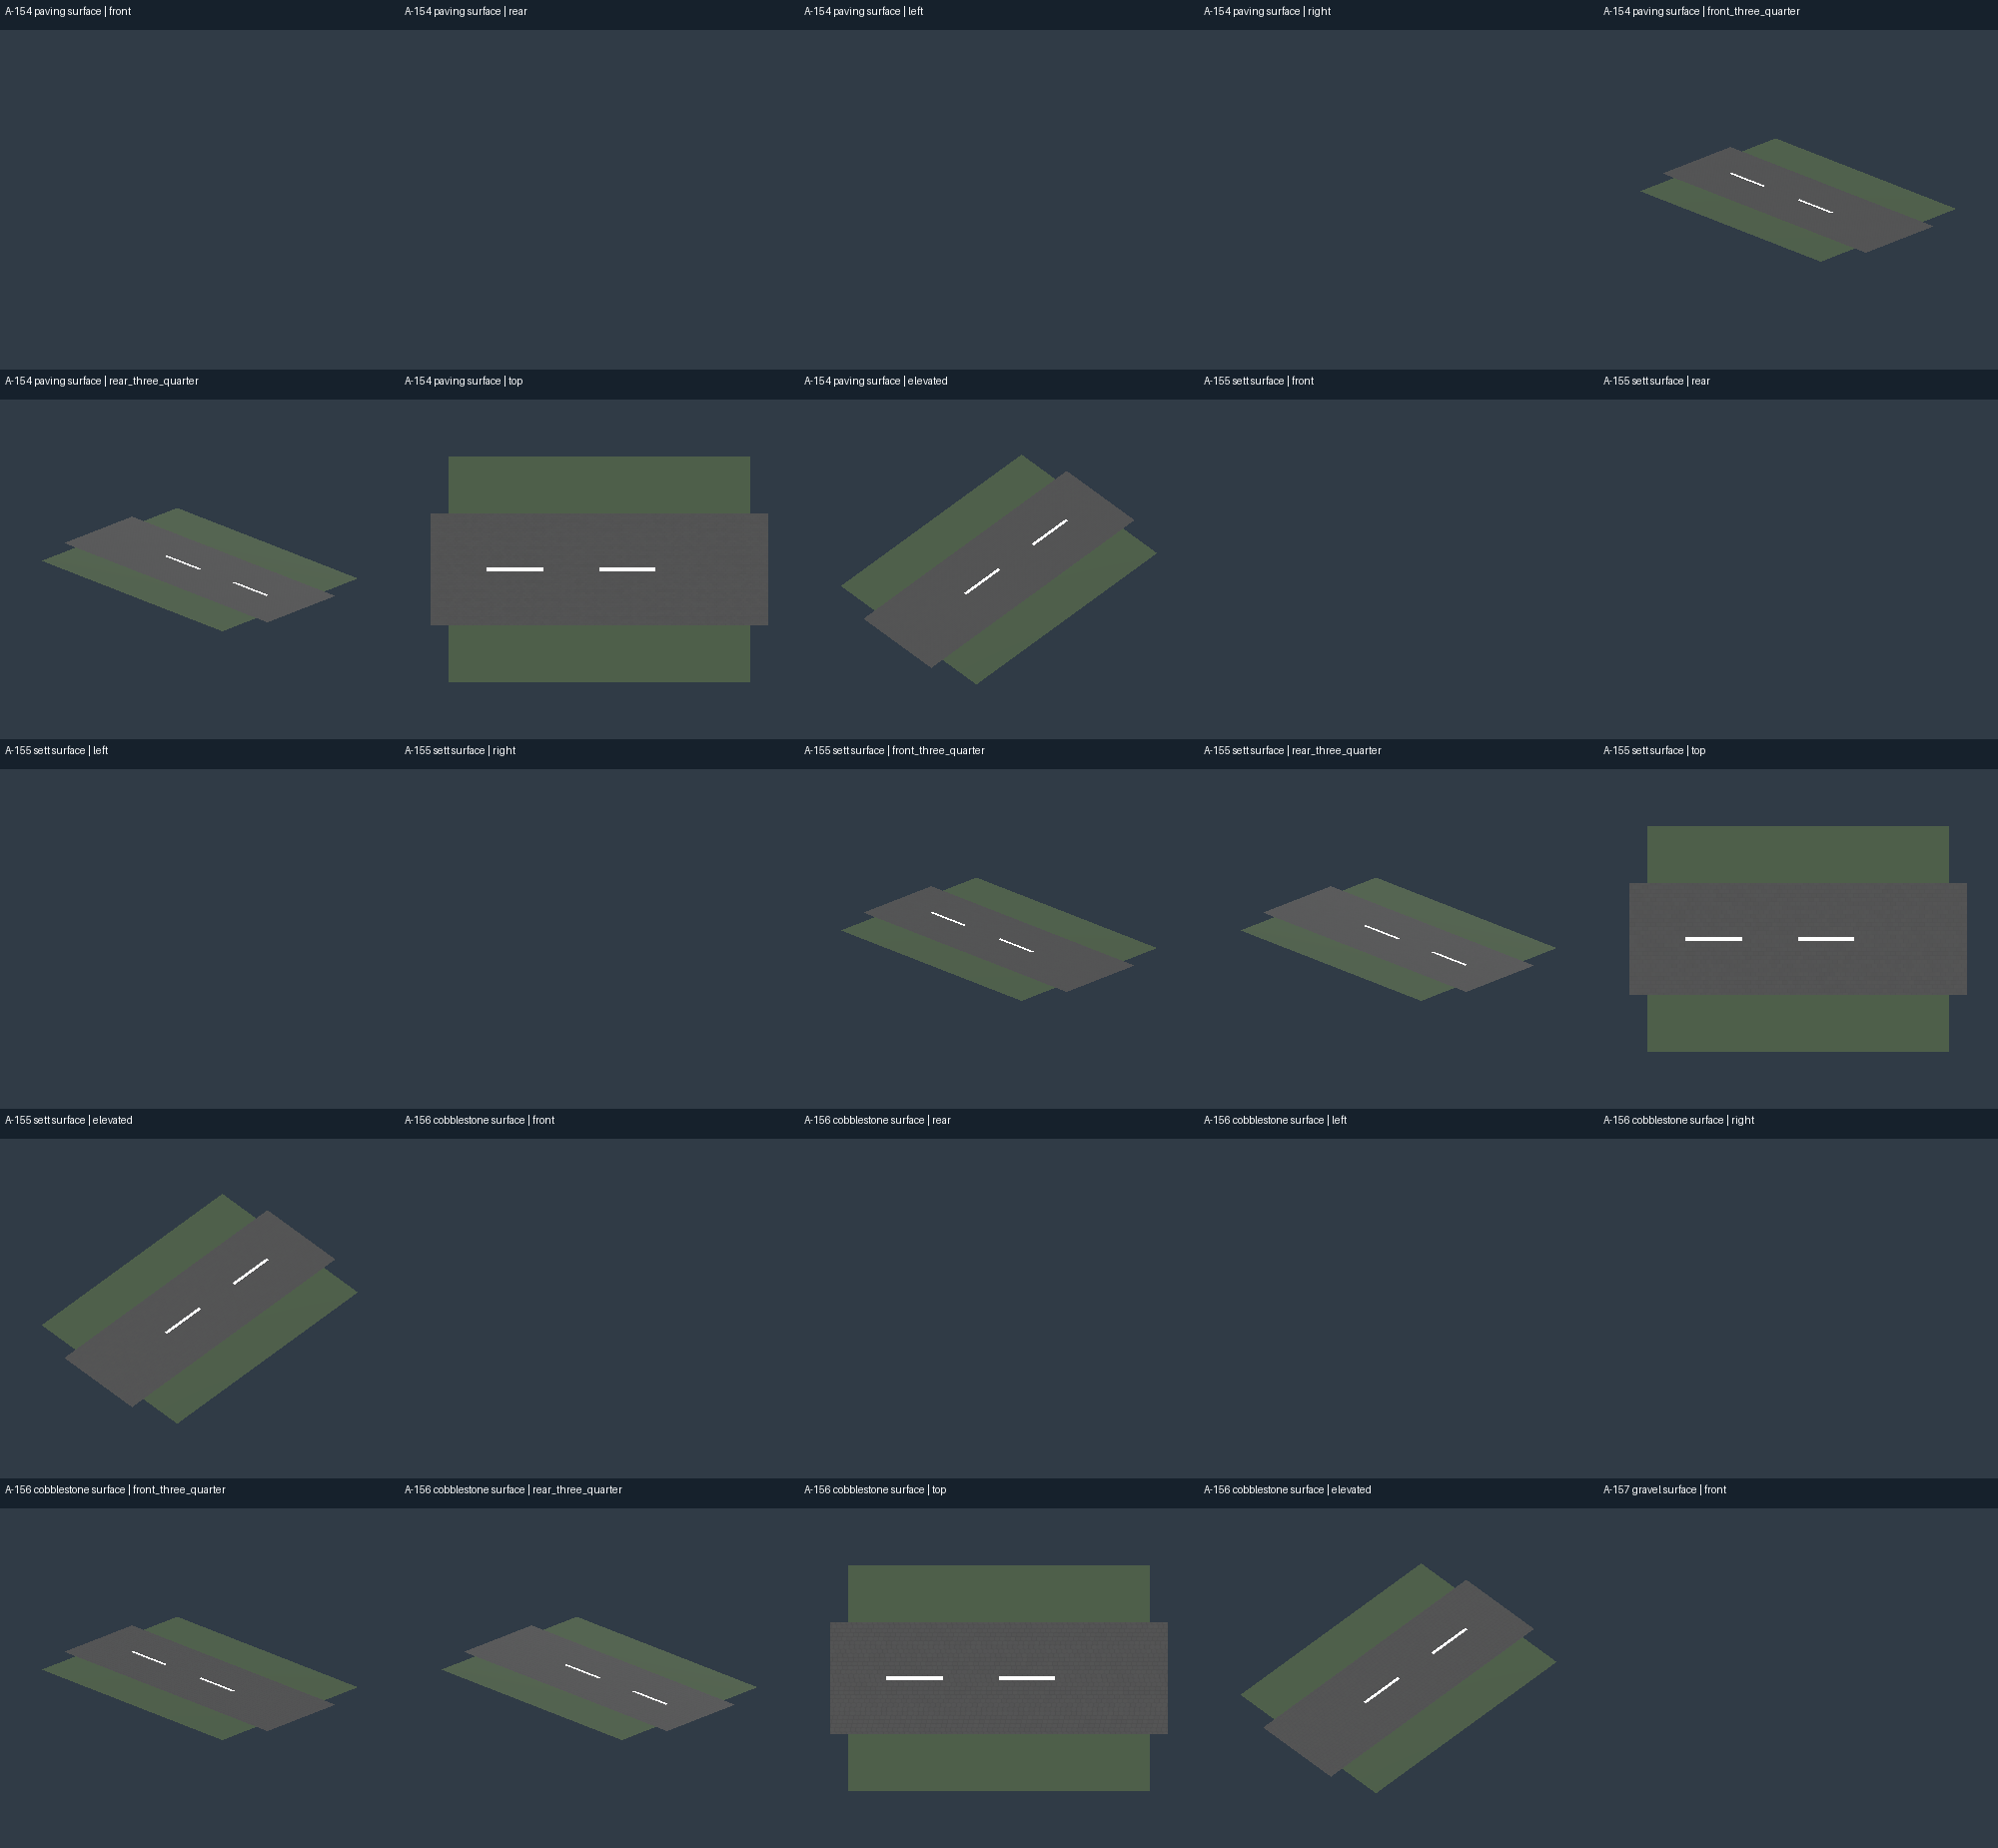 A-154 paving surface | front
A-154 paving surface | rear
A-154 paving surface | left
A-154 paving surface | right
A-154 paving surface | front_three_quarter
A-154 paving surface | rear_three_quarter
A-154 paving surface | top
A-154 paving surface | elevated
A-155 sett surface | front
A-155 sett surface | rear
A-155 sett surface | left
A-155 sett surface | right
A-155 sett surface | front_three_quarter
A-155 sett surface | rear_three_quarter
A-155 sett surface | top
A-155 sett surface | elevated
A-156 cobblestone surface | front
A-156 cobblestone surface | rear
A-156 cobblestone surface | left
A-156 cobblestone surface | right
A-156 cobblestone surface | front_three_quarter
A-156 cobblestone surface | rear_three_quarter
A-156 cobblestone surface | top
A-156 cobblestone surface | elevated
A-157 gravel surface | front